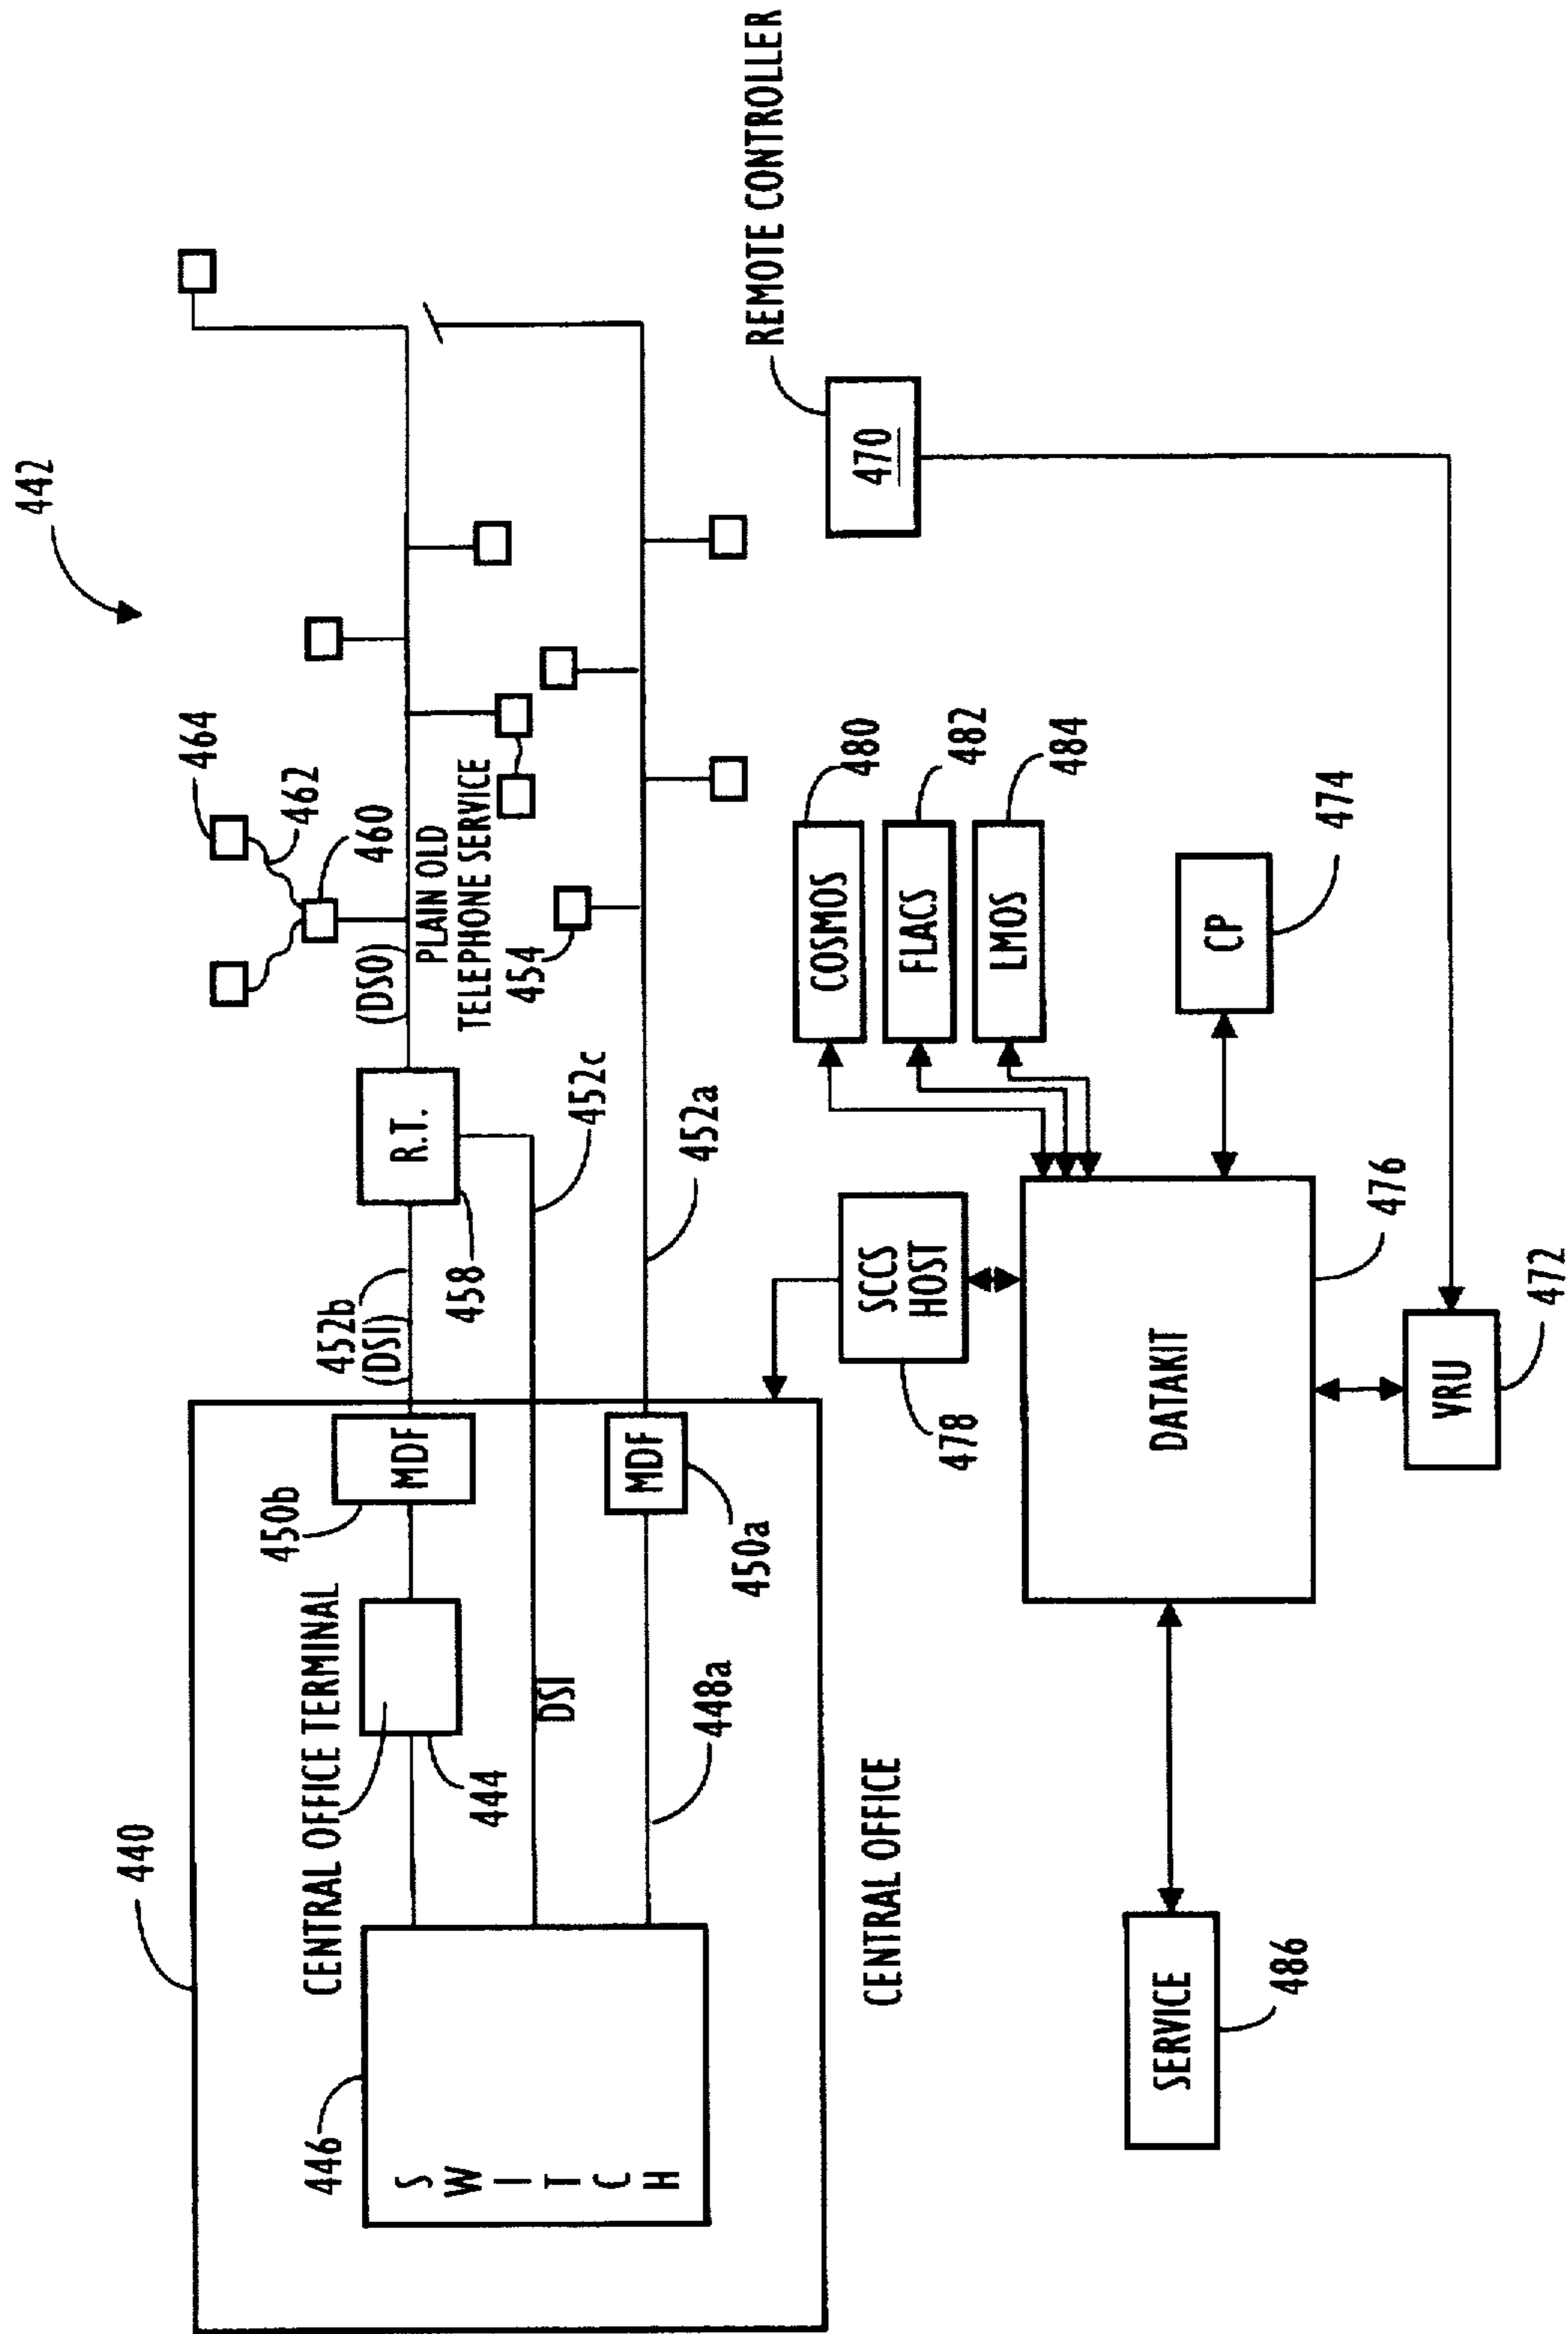 442
440
CENTRAL OFFICE TERMINAL
450b
452b
(DSI)
(DSO)
PLAIN OLD
TELEPHONE SERVICE
464
462
460
446
S
W
I
T
C
H
444
MDF
R.T.
458
DSI
452c
454
448a
MDF
450a
452a
CENTRAL OFFICE
REMOTE CONTROLLER
470
SCCS
HOST
478
COSMOS
480
FLACS
482
LMOS
484
CP
474
DATAKIT
476
SERVICE
486
VRU
472